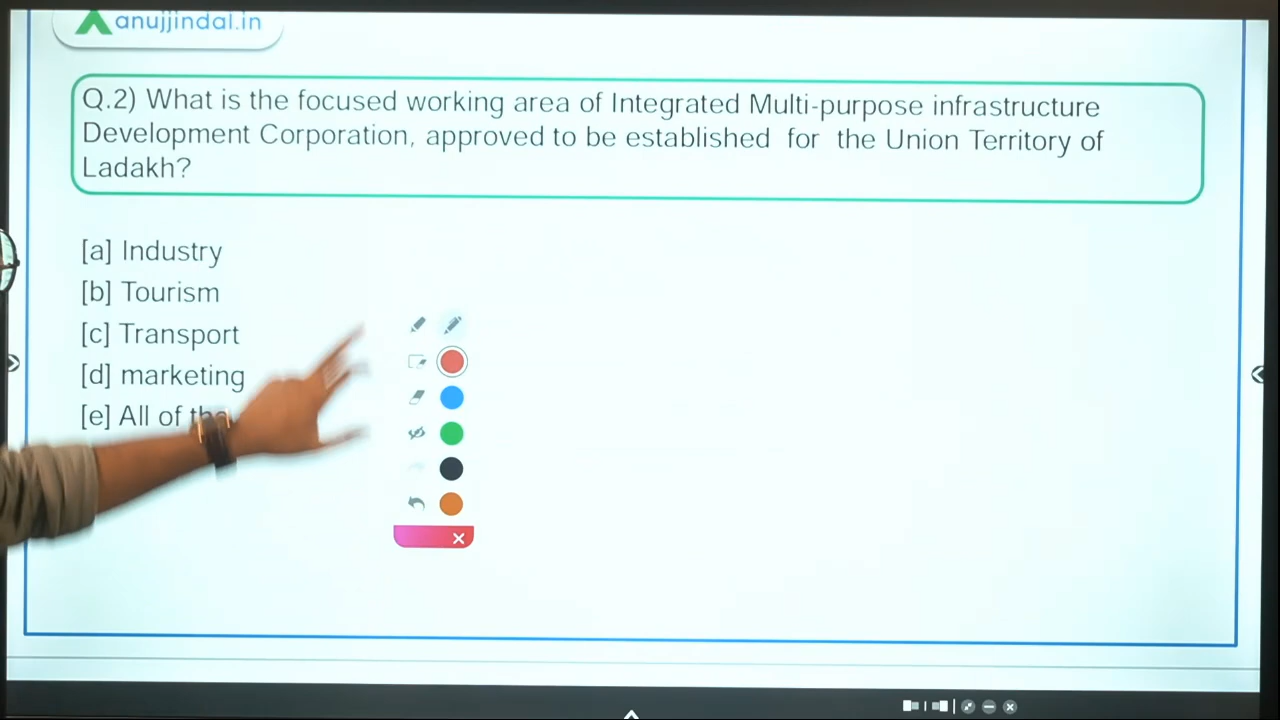 anujjindal.in
Q.2) What is the focused working area of Integrated Multi-purpose infrastructure
Development Corporation, approved to be established for the Union Territory of
Ladakh?
[a] Industry
[b] Tourism
[c] Transport
[d] marketing
[e] All of the